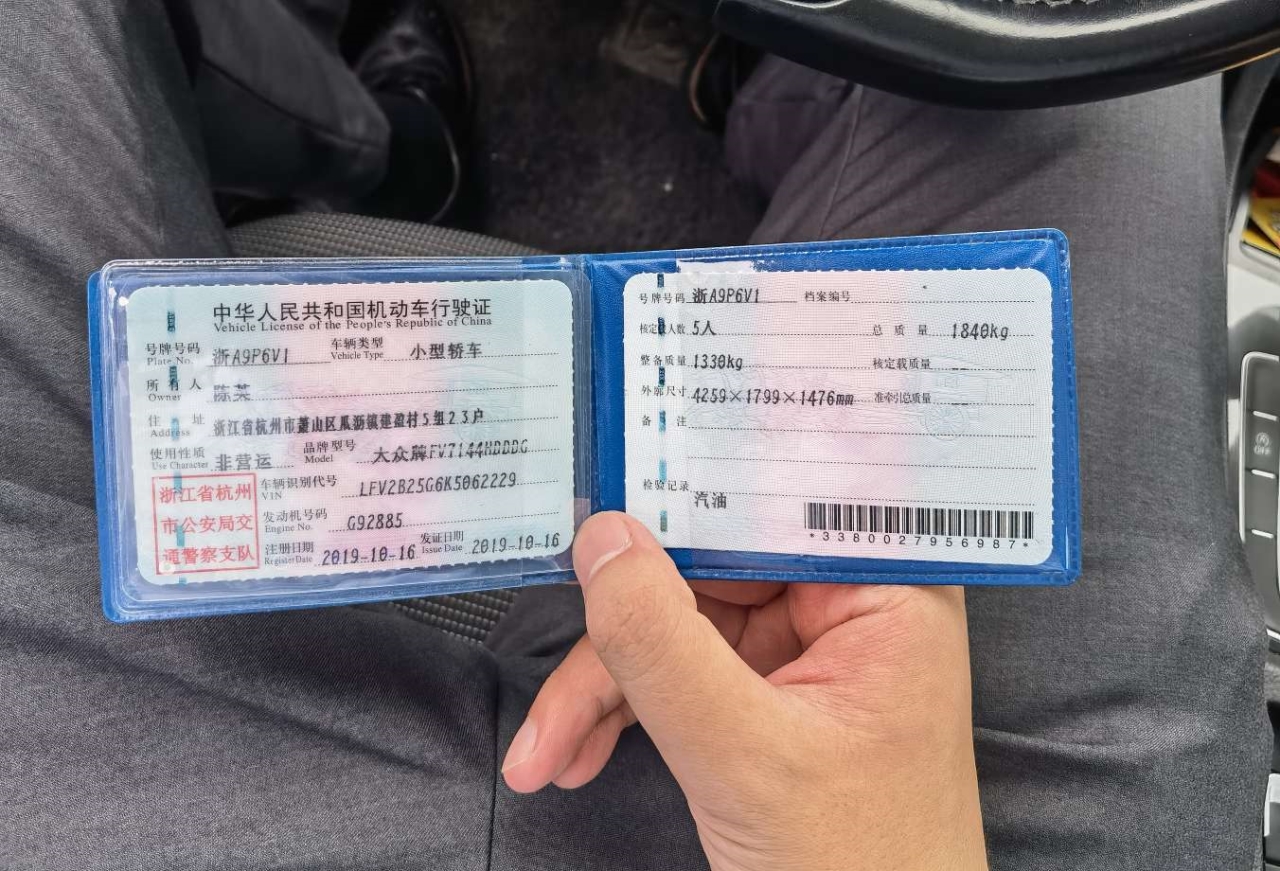 中华人民共和国机动车行驶证
Vehicle License of the People's Republic of China
号牌号码 浙A9P6V1 车辆类型 小型轿车
Plate No. Vehicle Type
所有人 陈英
Owner
住址 浙江省杭州市萧山区瓜沥镇建盈村5组23户
Address
使用性质 非营运 品牌型号 大众牌FV7144HBDBG
Use Character Model
车辆识别代号 LFV2B25G6K5062229
VIN
发动机号码 G92885
Engine No.
注册日期 2019-10-16 发证日期 2019-10-16
Register Date Issue Date
浙江省杭州
市公安局交
通警察支队
号牌号码 浙A9P6V1 档案编号
核定载人数 5人 总质量 1840kg
整备质量 1330kg 核定载质量
外廓尺寸 4259×1799×1476mm 准牵引总质量
备注
检验记录
汽油
*3380027956987*